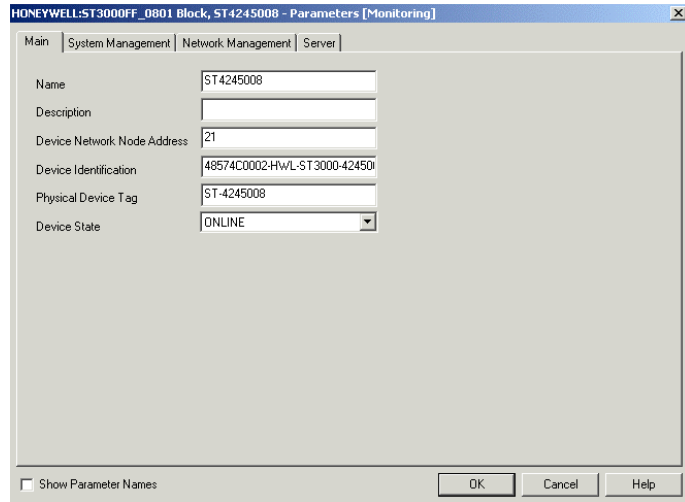 HONEYWELL:ST3000FF_0801 Block, ST4245008 - Parameters [Monitoring]
Main System Management Network Management Server
Name ST4245008
Description
Device Network Node Address 21
Device Identification 48574C0002-HWL-ST3000-42450
Physical Device Tag ST-4245008
Device State ONLINE
Show Parameter Names OK Cancel Help